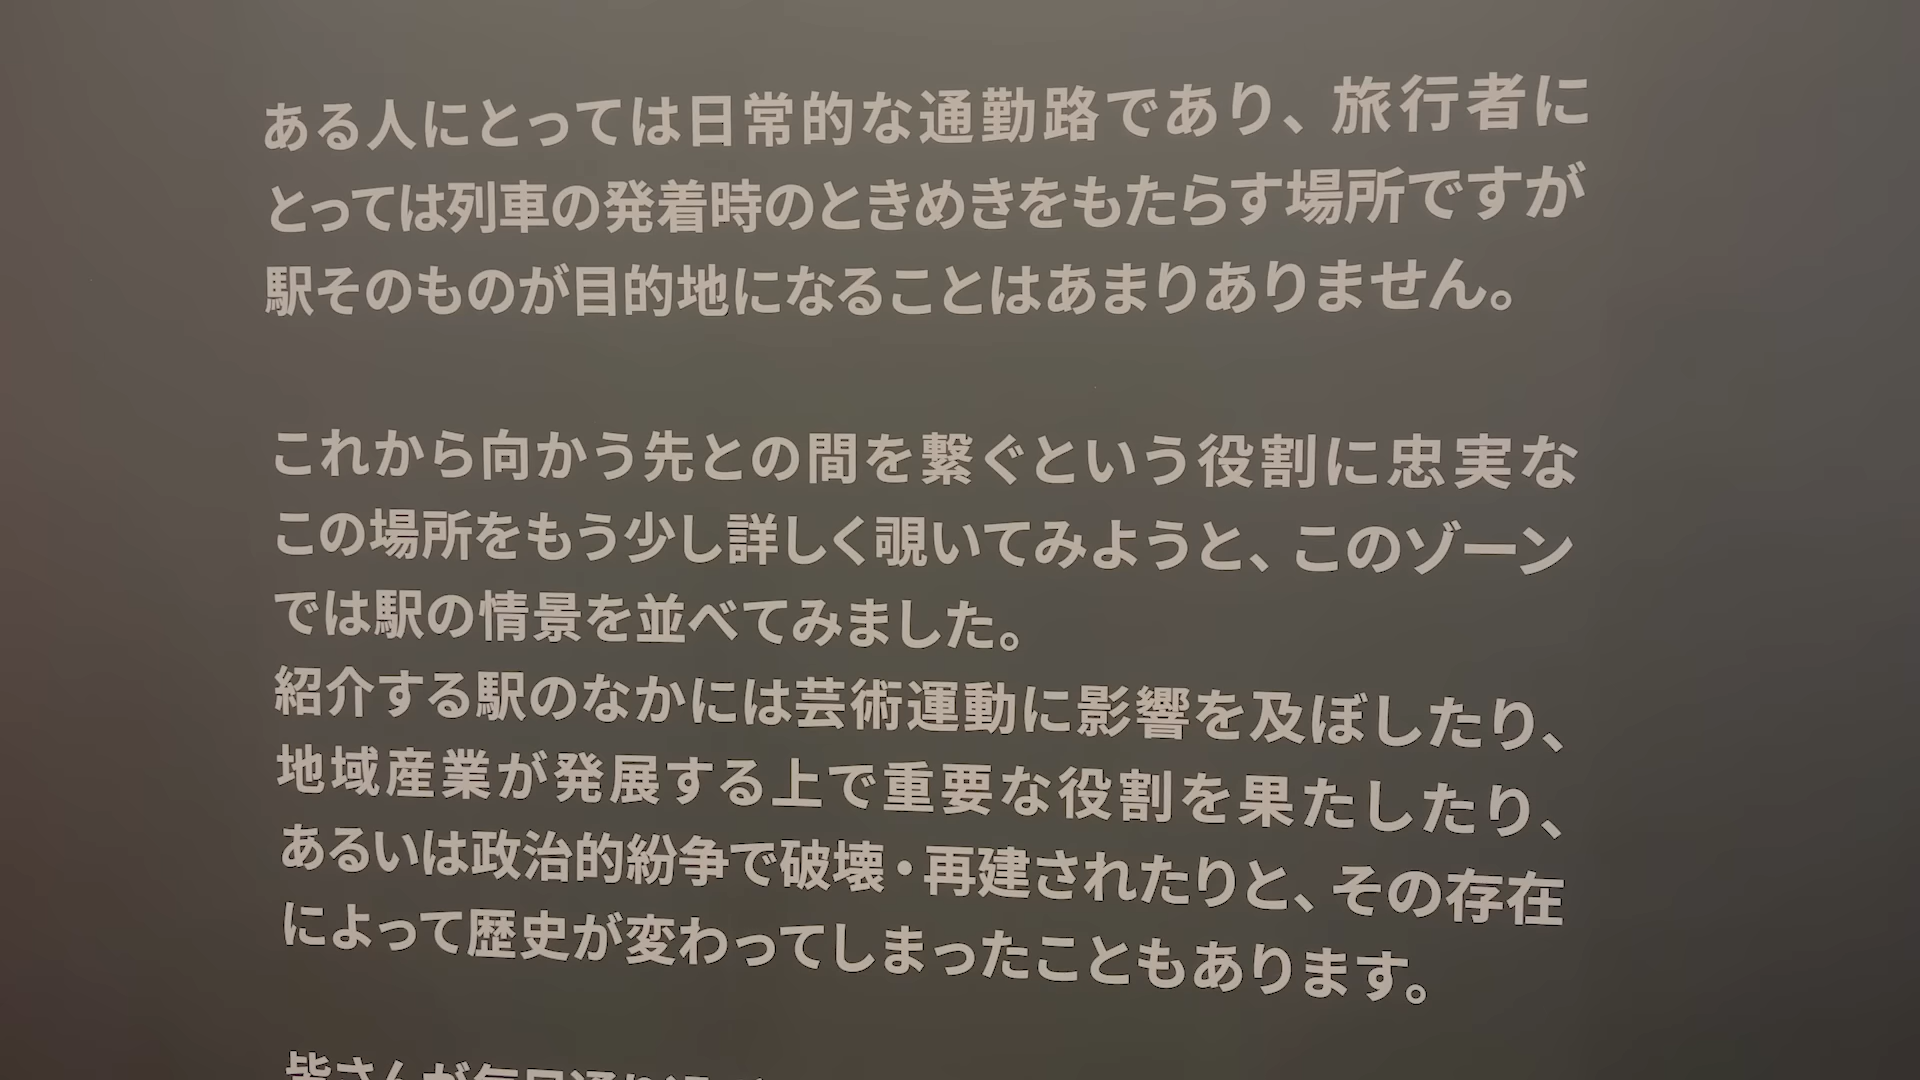 ある人にとっては日常的な通勤路であり、旅行者に
とっては列車の発着時のときめきをもたらす場所ですが
駅そのものが目的地になることはあまりありません。
これから向かう先との間を繋ぐという役割に忠実な
この場所をもう少し詳しく覗いてみようと、このゾーン
では駅の情景を並べてみました。
紹介する駅のなかには芸術運動に影響を及ぼしたり、
地域産業が発展する上で重要な役割を果たしたり、
あるいは政治的紛争で破壊・再建されたりと、その存在
によって歴史が変わってしまったこともあります。
皆さんが毎日通り